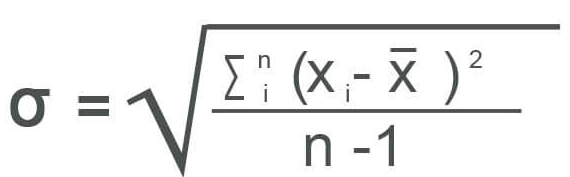 σ = √
∑ⁿᵢ (xᵢ- x̄ )²
n -1